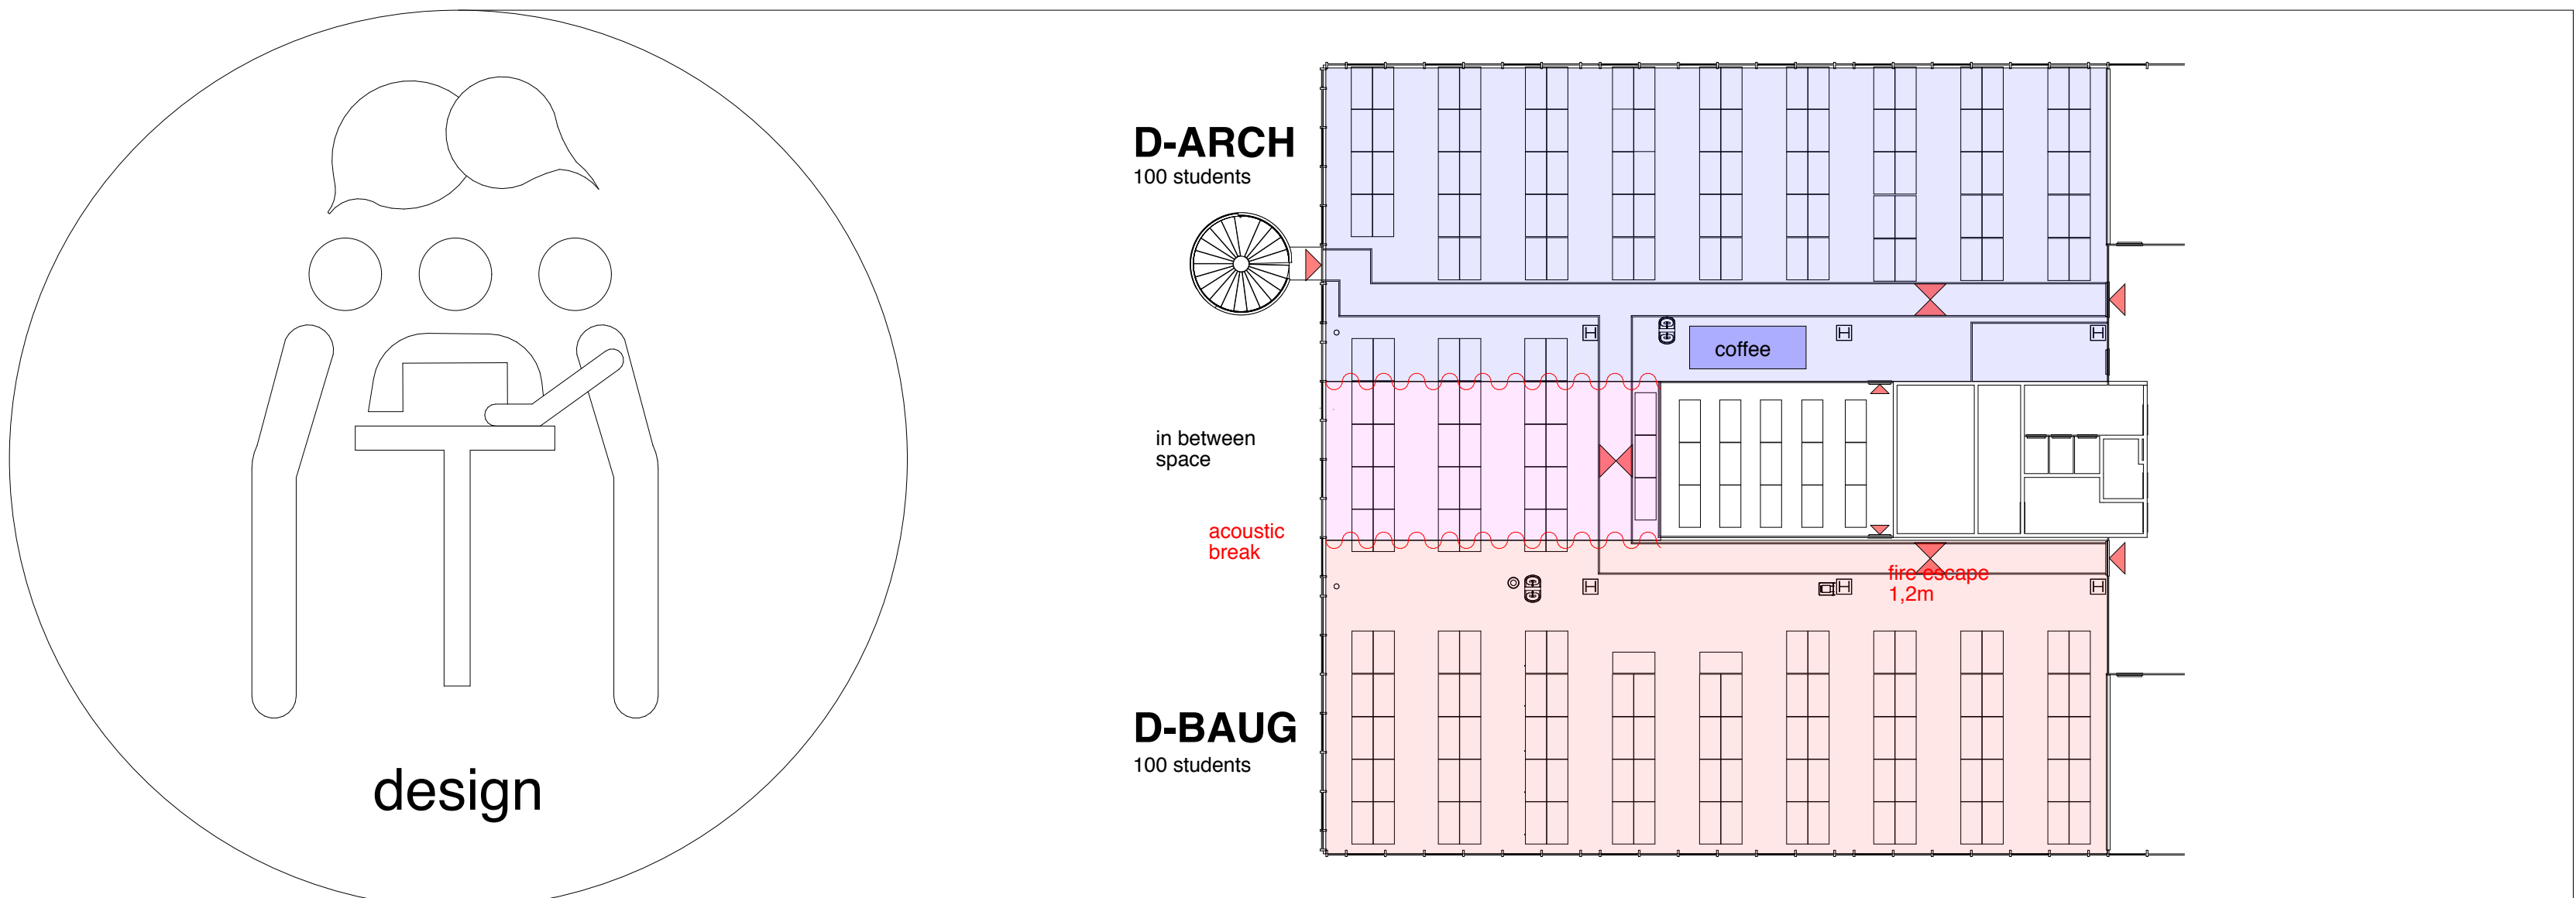 design
D-ARCH
100 students
coffee
in between
space
acoustic
break
fire escape
1,2m
D-BAUG
100 students